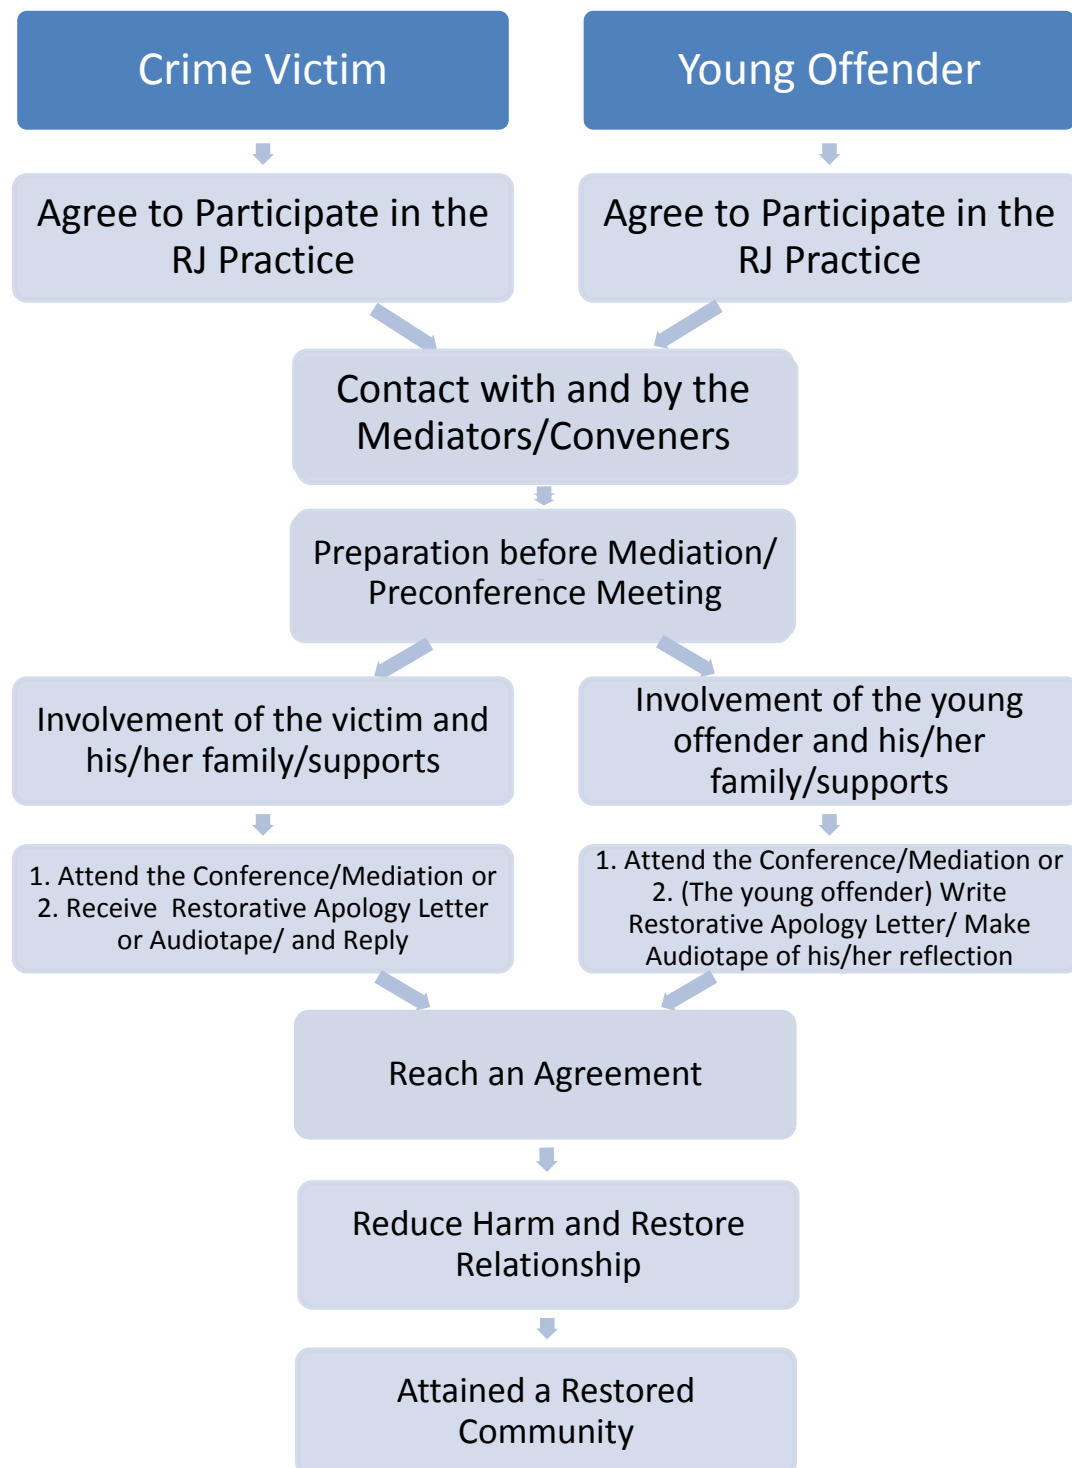 Crime Victim
Young Offender
Agree to Participate in the
RJ Practice
Agree to Participate in the
RJ Practice
Contact with and by the
Mediators/Conveners
Preparation before Mediation/
Preconference Meeting
Involvement of the victim and
his/her family/supports
Involvement of the young
offender and his/her
family/supports
1. Attend the Conference/Mediation or
2. Receive  Restorative Apology Letter
or Audiotape/ and Reply
1. Attend the Conference/Mediation or
2. (The young offender) Write
Restorative Apology Letter/ Make
Audiotape of his/her reflection
Reach an Agreement
Reduce Harm and Restore
Relationship
Attained a Restored
Community